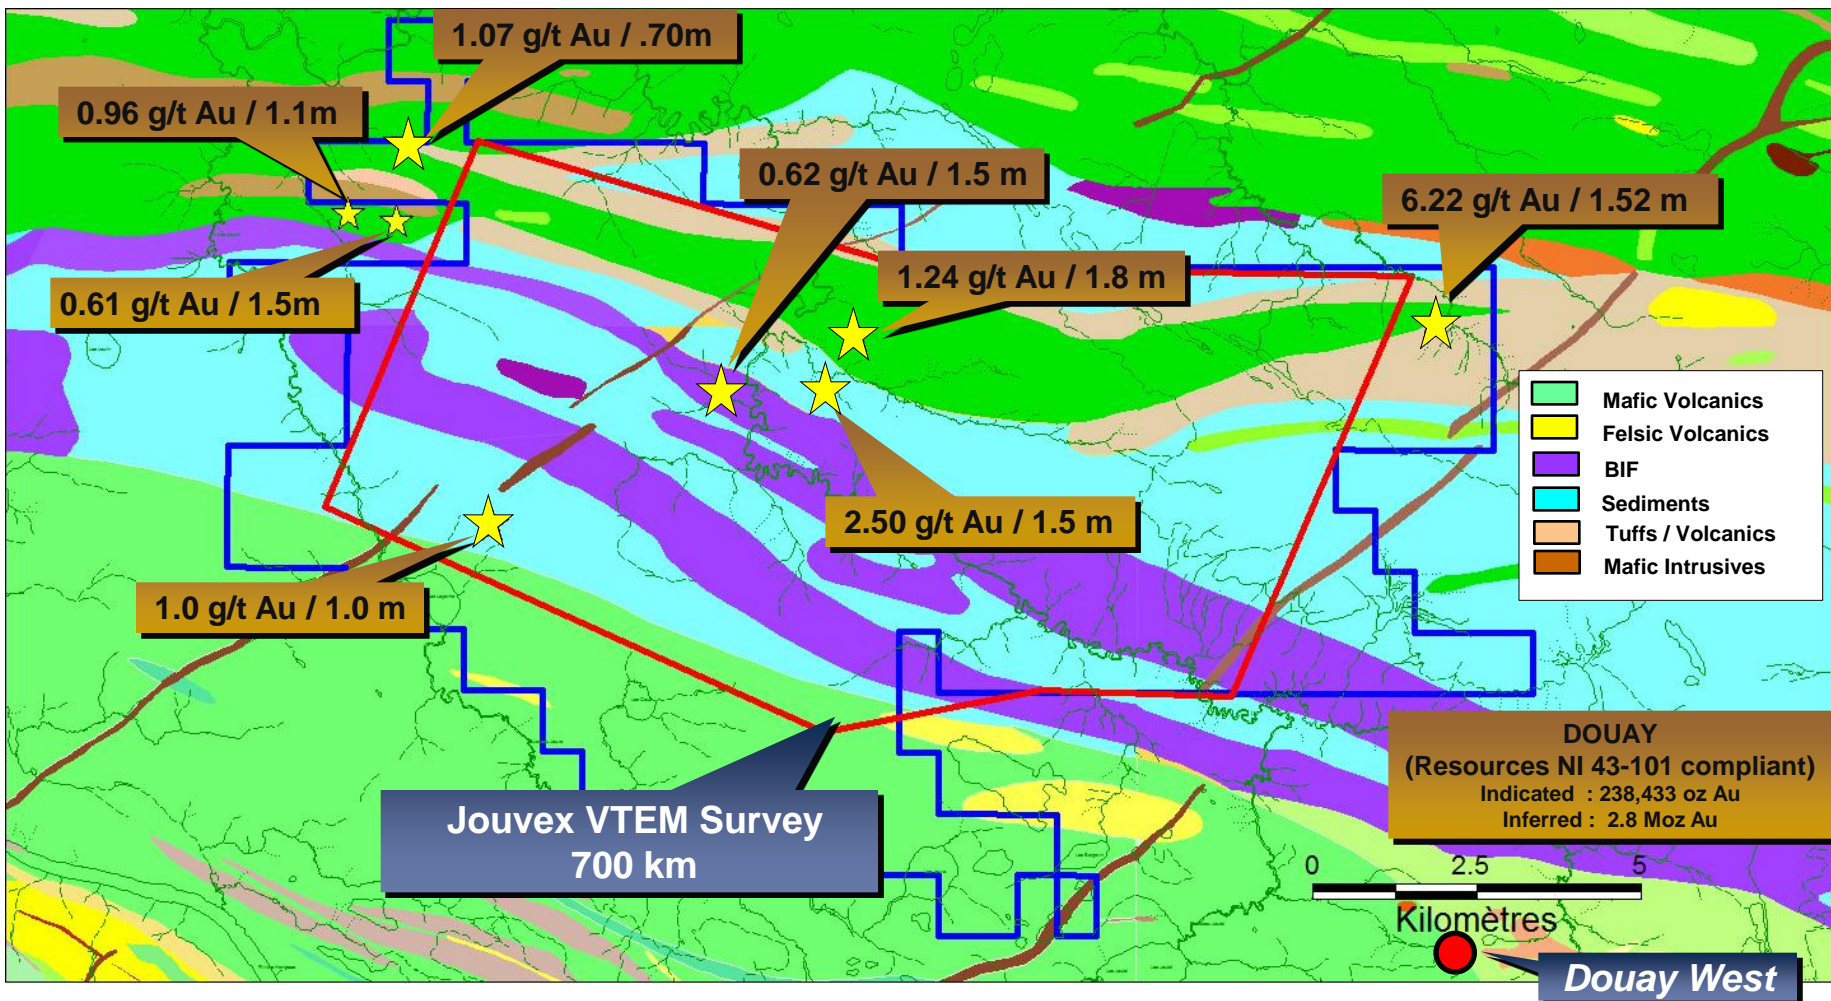 1.07 g/t Au / .70m
0.96 g/t Au / 1.1m
0.62 g/t Au / 1.5 m
6.22 g/t Au / 1.52 m
1.24 g/t Au / 1.8 m
0.61 g/t Au / 1.5m
2.50 g/t Au / 1.5 m
1.0 g/t Au / 1.0 m
Mafic Volcanics
Felsic Volcanics
BIF
Sediments
Tuffs / Volcanics
Mafic Intrusives
Jouvex VTEM Survey
700 km
DOUAY
(Resources NI 43-101 compliant)
Indicated : 238,433 oz Au
Inferred : 2.8 Moz Au
0 2.5 5
Kilomètres
Douay West